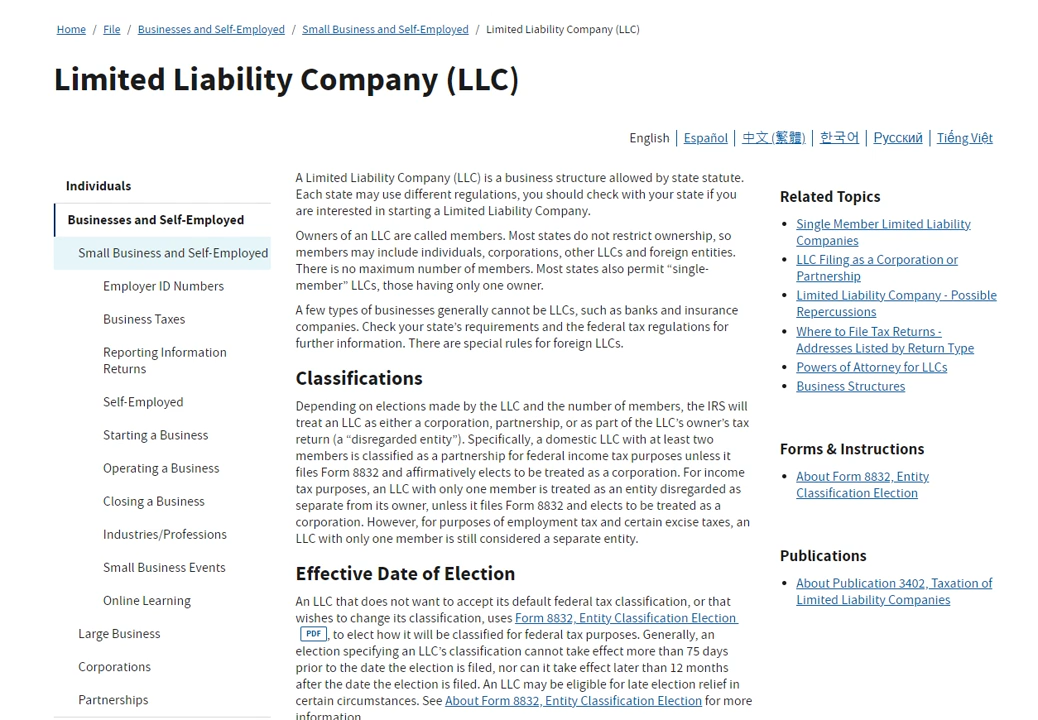 Home / File / Businesses and Self-Employed / Small Business and Self-Employed / Limited Liability Company (LLC)
Limited Liability Company (LLC)
English | Español | 中文 (繁體) | 한국어 | Русский | Tiếng Việt
Individuals
Businesses and Self-Employed
Small Business and Self-Employed
Employer ID Numbers
Business Taxes
Reporting Information
Returns
Self-Employed
Starting a Business
Operating a Business
Closing a Business
Industries/Professions
Small Business Events
Online Learning
Large Business
Corporations
Partnerships
A Limited Liability Company (LLC) is a business structure allowed by state statute.
Each state may use different regulations, you should check with your state if you
are interested in starting a Limited Liability Company.
Owners of an LLC are called members. Most states do not restrict ownership, so
members may include individuals, corporations, other LLCs and foreign entities.
There is no maximum number of members. Most states also permit “single-
member” LLCs, those having only one owner.
A few types of businesses generally cannot be LLCs, such as banks and insurance
companies. Check your state’s requirements and the federal tax regulations for
further information. There are special rules for foreign LLCs.
Classifications
Depending on elections made by the LLC and the number of members, the IRS will
treat an LLC as either a corporation, partnership, or as part of the LLC’s owner’s tax
return (a “disregarded entity”). Specifically, a domestic LLC with at least two
members is classified as a partnership for federal income tax purposes unless it
files Form 8832 and affirmatively elects to be treated as a corporation. For income
tax purposes, an LLC with only one member is treated as an entity disregarded as
separate from its owner, unless it files Form 8832 and elects to be treated as a
corporation. However, for purposes of employment tax and certain excise taxes, an
LLC with only one member is still considered a separate entity.
Effective Date of Election
An LLC that does not want to accept its default federal tax classification, or that
wishes to change its classification, uses Form 8832, Entity Classification Election
PDF, to elect how it will be classified for federal tax purposes. Generally, an
election specifying an LLC’s classification cannot take effect more than 75 days
prior to the date the election is filed, nor can it take effect later than 12 months
after the date the election is filed. An LLC may be eligible for late election relief in
certain circumstances. See About Form 8832, Entity Classification Election for more
information.
Related Topics
Single Member Limited Liability
Companies
LLC Filing as a Corporation or
Partnership
Limited Liability Company - Possible
Repercussions
Where to File Tax Returns -
Addresses Listed by Return Type
Powers of Attorney for LLCs
Business Structures
Forms & Instructions
About Form 8832, Entity
Classification Election
Publications
About Publication 3402, Taxation of
Limited Liability Companies